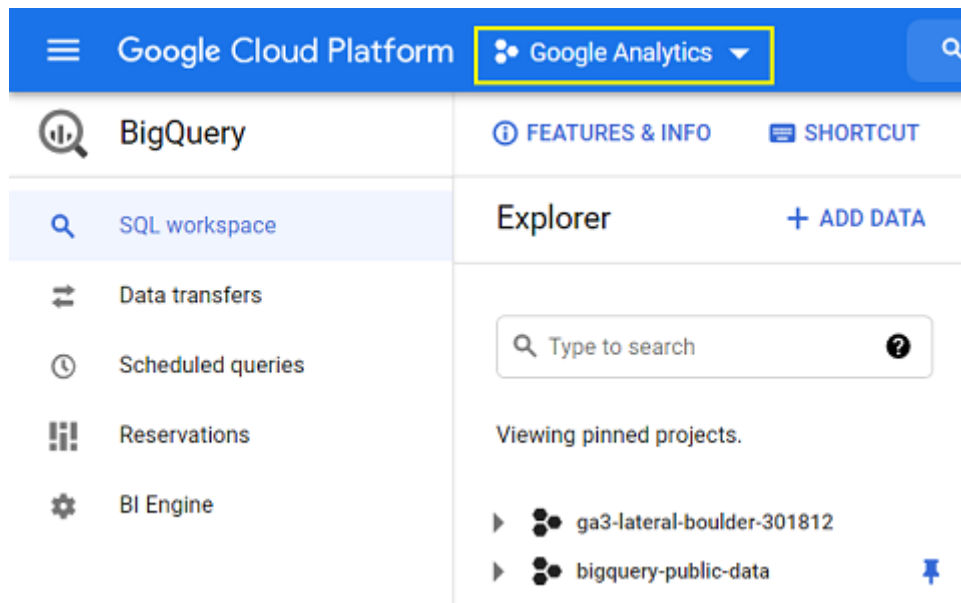 Google Cloud Platform Google Analytics
BigQuery
FEATURES & INFO SHORTCUT
SQL workspace
Data transfers
Scheduled queries
Reservations
BI Engine
Explorer
+ ADD DATA
Type to search
Viewing pinned projects.
ga3-lateral-boulder-301812
bigquery-public-data